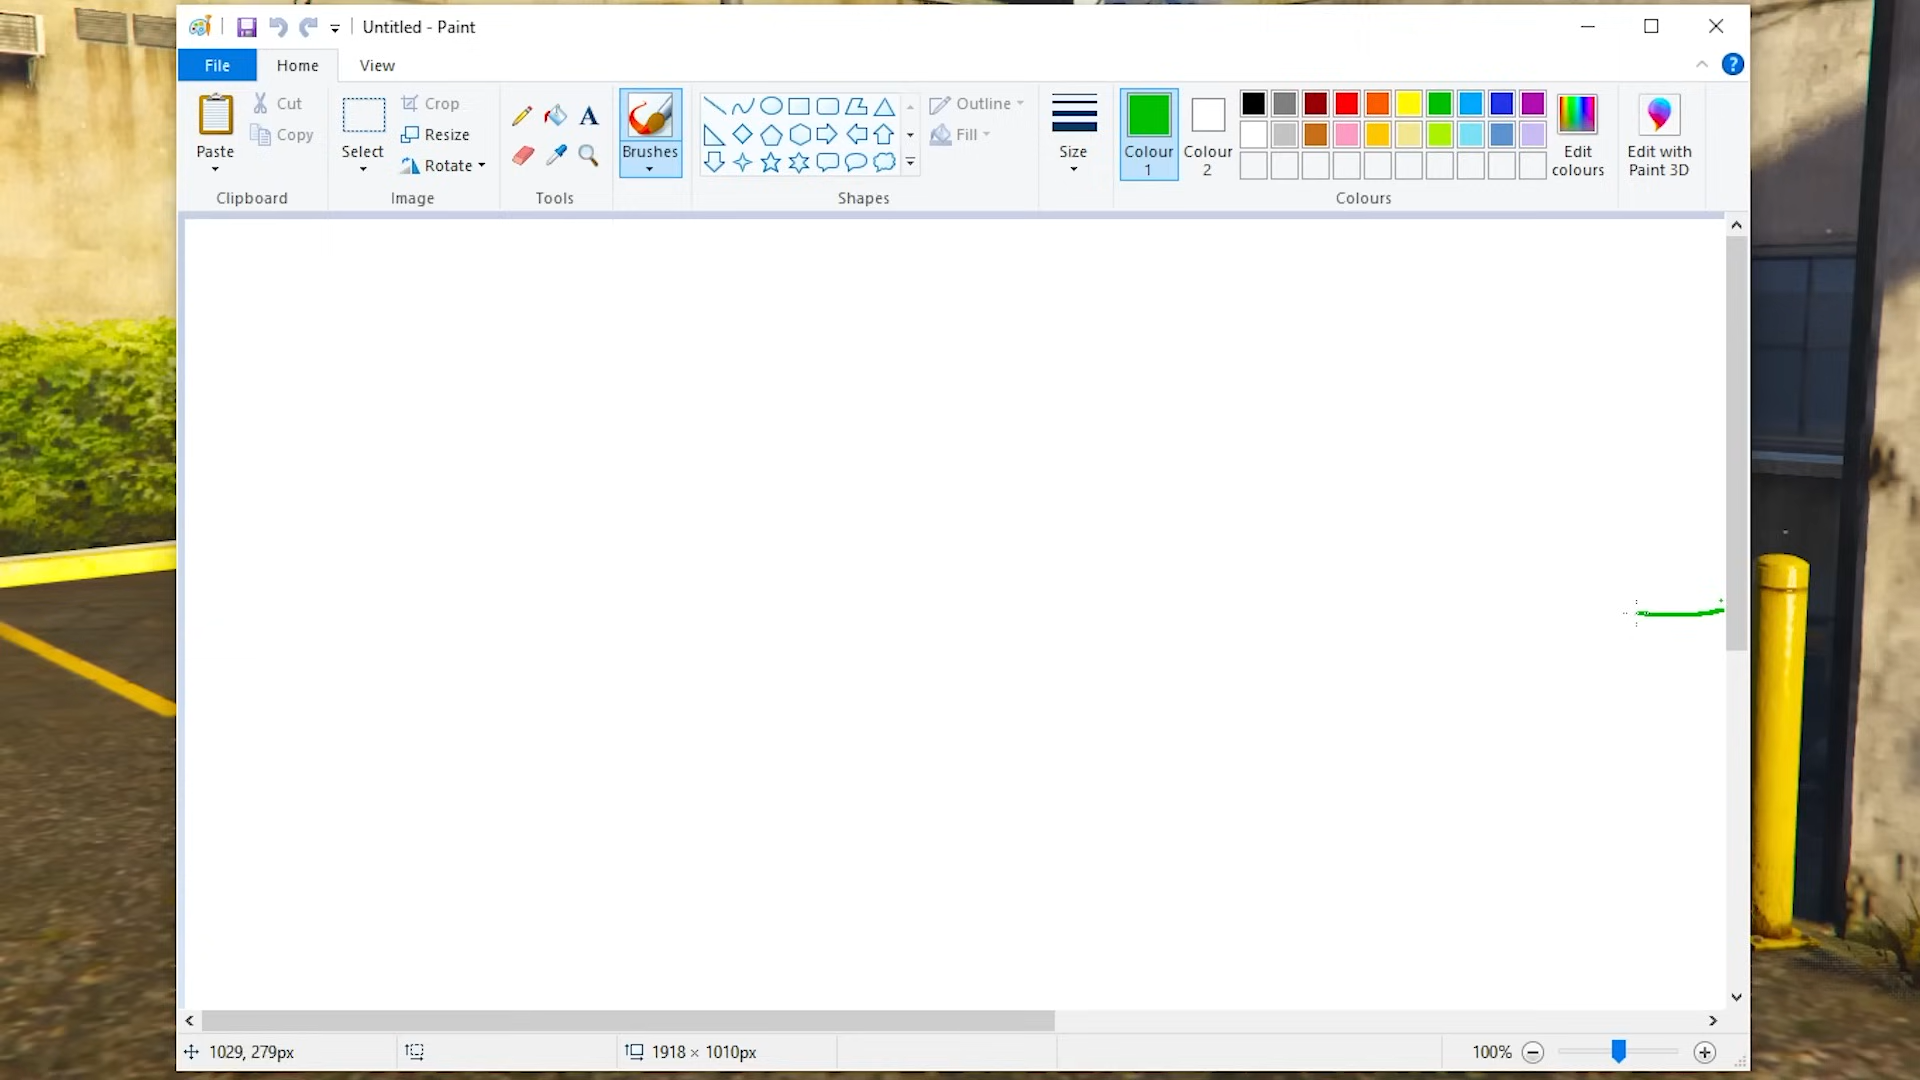 Untitled - Paint
File
Home
View
Paste
Cut
Copy
Clipboard
Select
Crop
Resize
Rotate
Image
A
Tools
Brushes
Shapes
Outline
Fill
Size
Colour
1
Colour
2
Edit
colours
Colours
Edit with
Paint 3D
?
1029, 279px
1918 × 1010px
100%